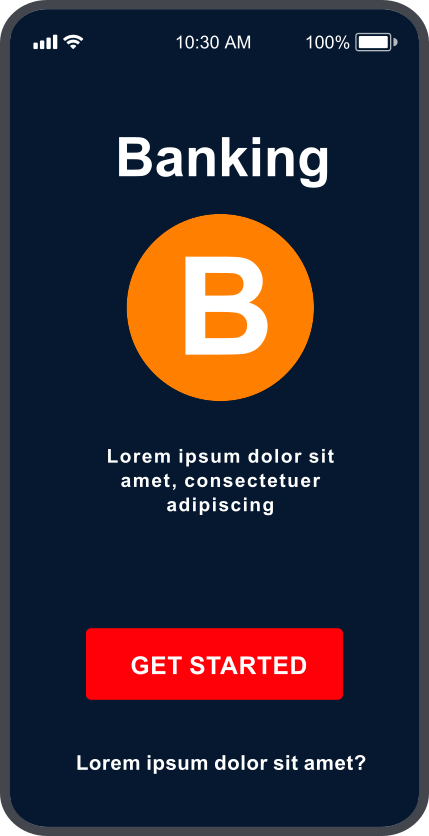 10:30 AM 100%
Banking
B
Lorem ipsum dolor sit
amet, consectetuer
adipiscing
GET STARTED
Lorem ipsum dolor sit amet?